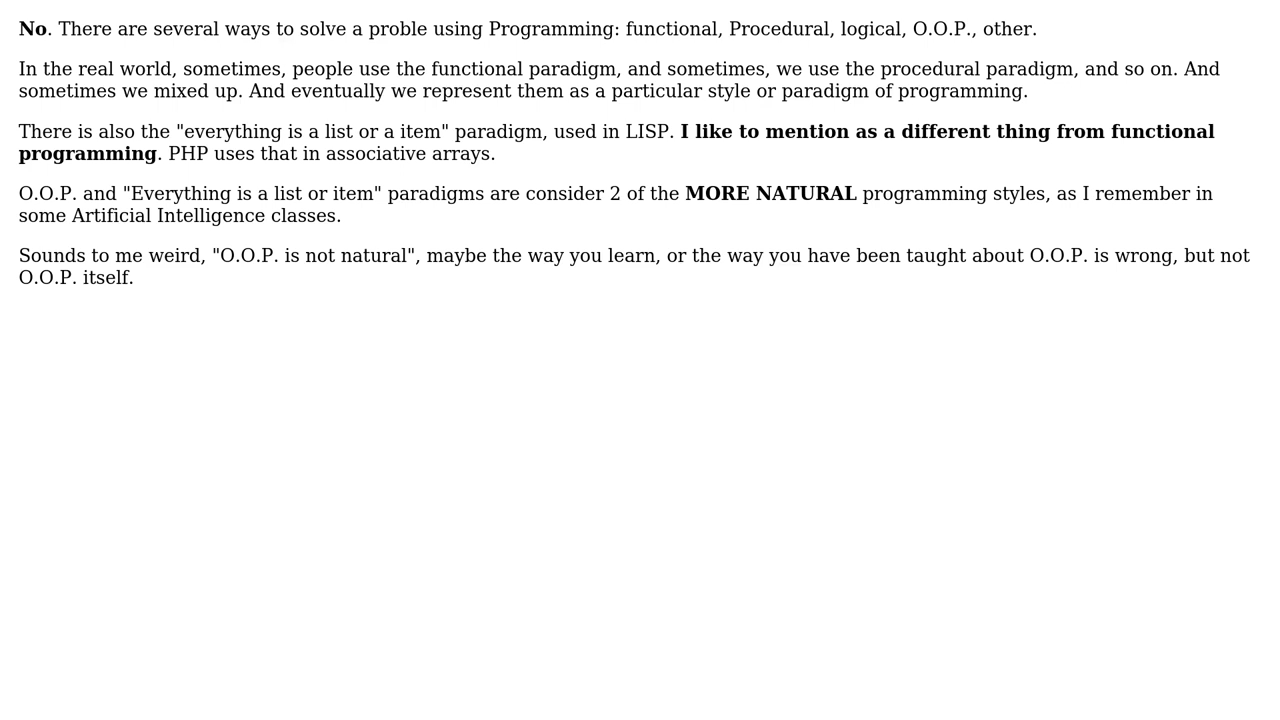 No. There are several ways to solve a proble using Programming: functional, Procedural, logical, O.O.P., other.
In the real world, sometimes, people use the functional paradigm, and sometimes, we use the procedural paradigm, and so on. And
sometimes we mixed up. And eventually we represent them as a particular style or paradigm of programming.
There is also the "everything is a list or a item" paradigm, used in LISP. I like to mention as a different thing from functional
programming. PHP uses that in associative arrays.
O.O.P. and "Everything is a list or item" paradigms are consider 2 of the MORE NATURAL programming styles, as I remember in
some Artificial Intelligence classes.
Sounds to me weird, "O.O.P. is not natural", maybe the way you learn, or the way you have been taught about O.O.P. is wrong, but not
O.O.P. itself.